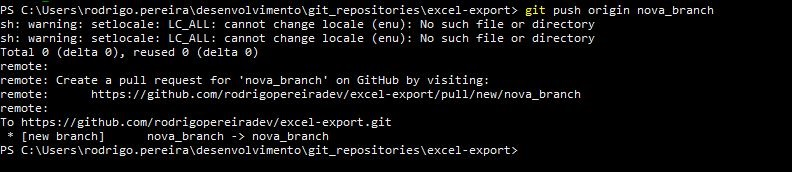 PS C:\Users\rodrigo.pereira\desenvolvimento\git_repositories\excel-export> git push origin nova_branch
sh: warning: setlocale: LC_ALL: cannot change locale (enu): No such file or directory
sh: warning: setlocale: LC_ALL: cannot change locale (enu): No such file or directory
Total 0 (delta 0), reused 0 (delta 0)
remote:
remote: Create a pull request for 'nova_branch' on GitHub by visiting:
remote:      https://github.com/rodrigopereiradev/excel-export/pull/new/nova_branch
remote:
To https://github.com/rodrigopereiradev/excel-export.git
 * [new branch]      nova_branch -> nova_branch
PS C:\Users\rodrigo.pereira\desenvolvimento\git_repositories\excel-export>